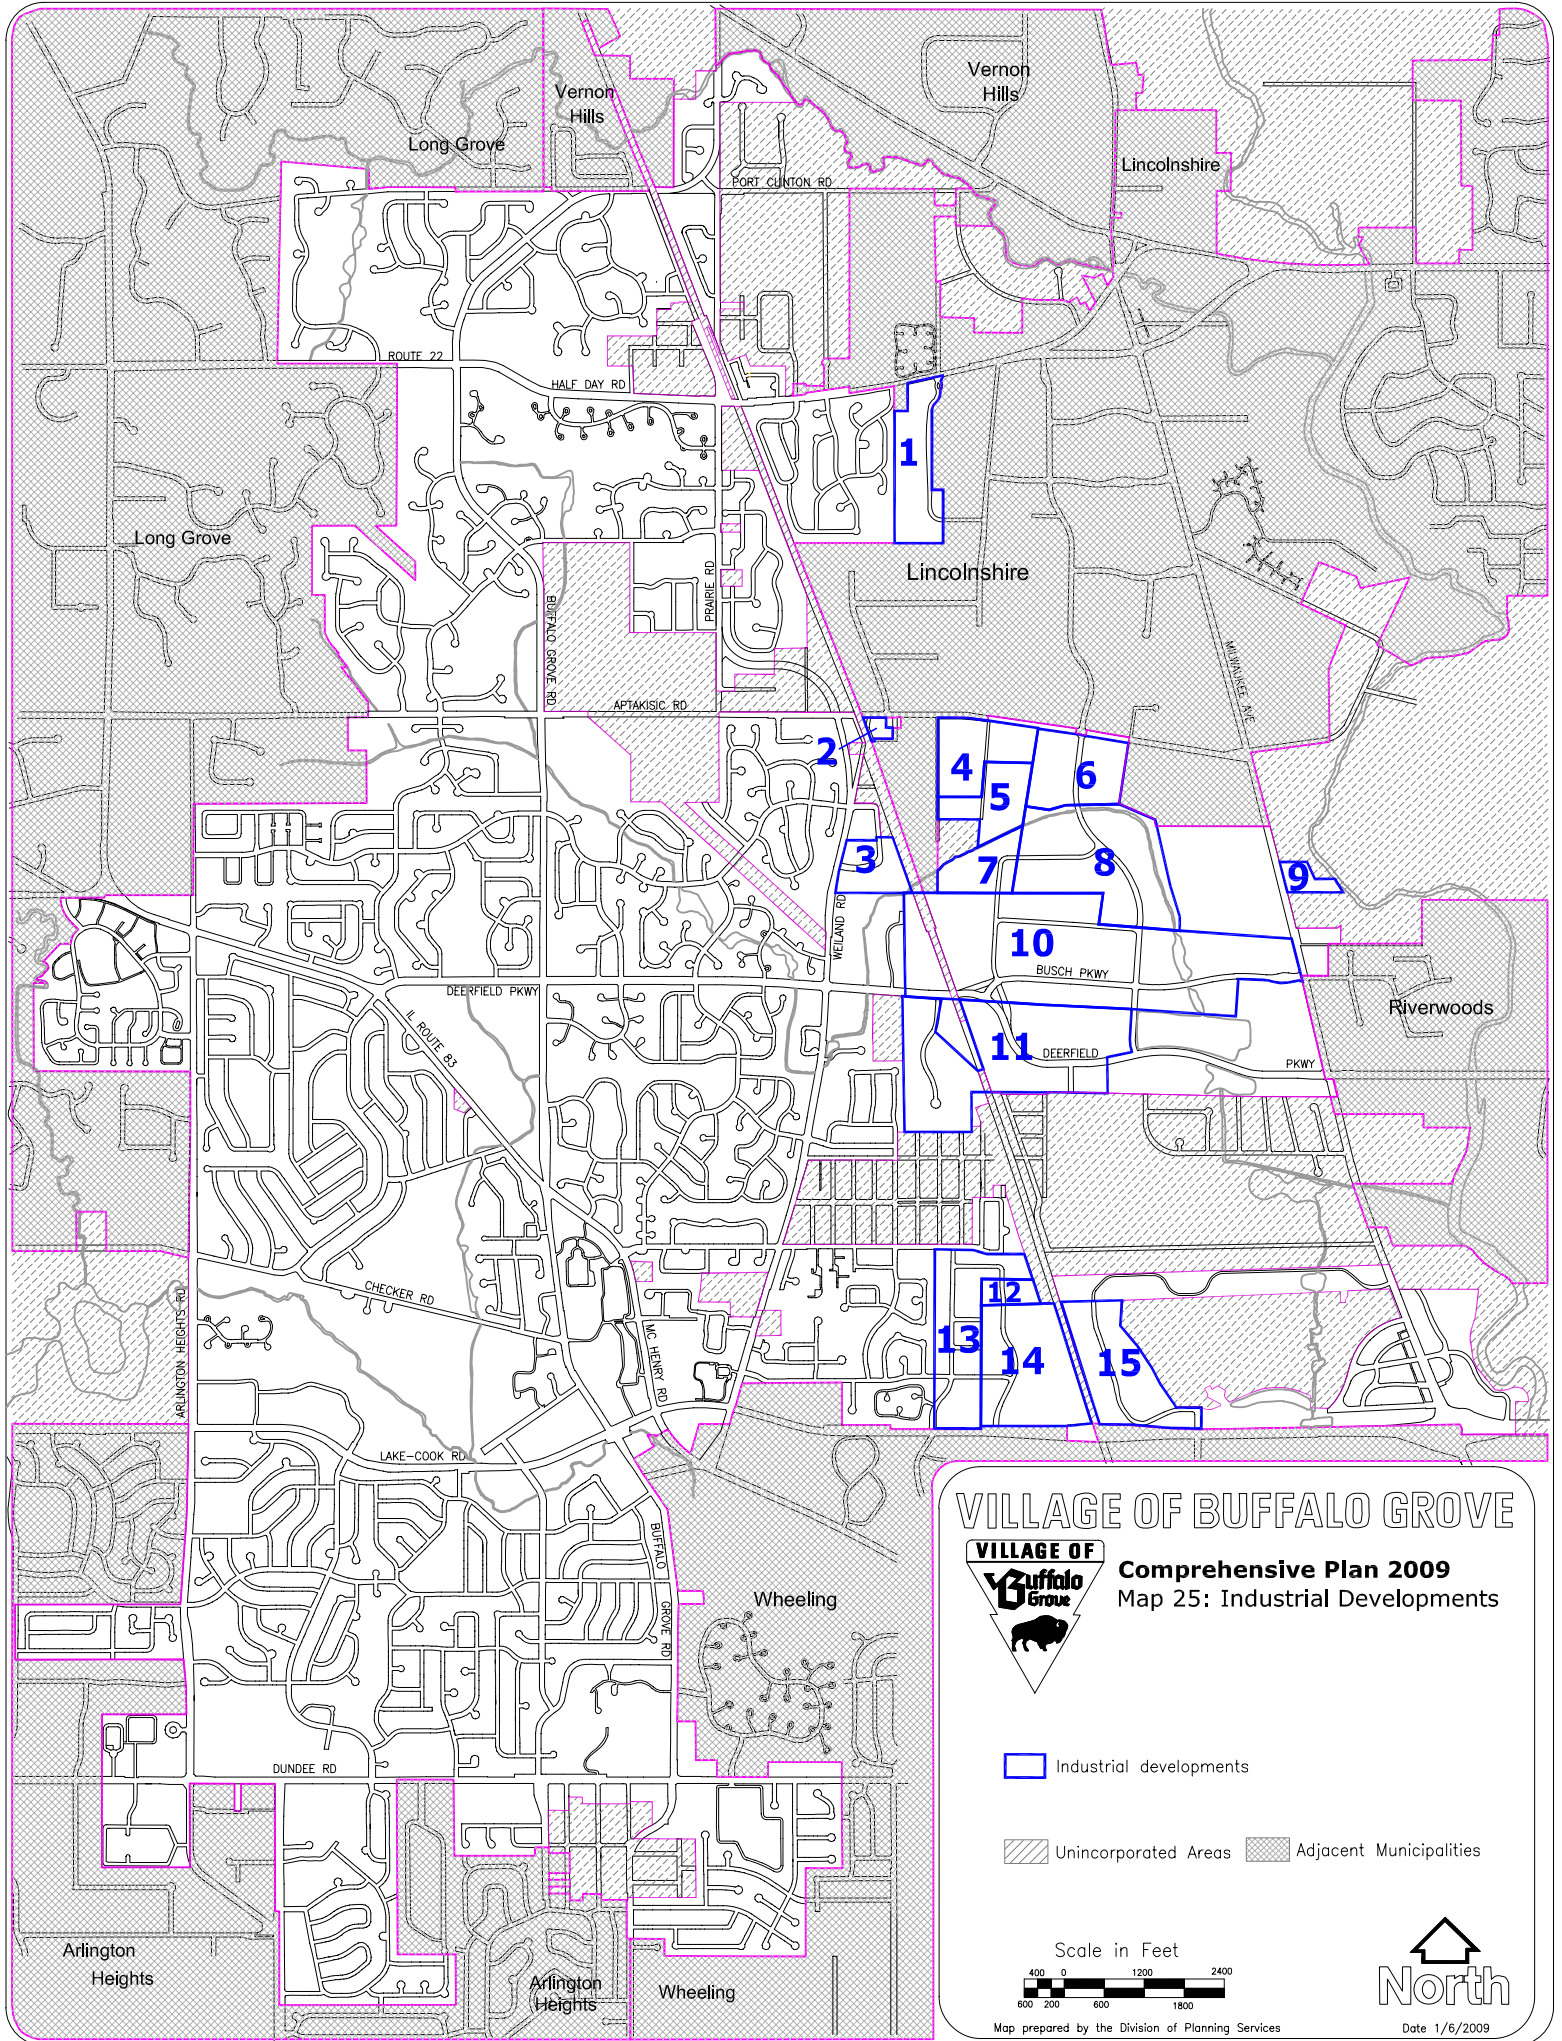 Vernon
Hills
Vernon
Hills
Long Grove
Lincolnshire
PORT CLINTON RD
ROUTE 22
HALF DAY RD
1
Long Grove
Lincolnshire
PRAIRIE RD
BUFFALO GROVE RD
MILWAUKEE AVE
APTAKISIC RD
2
4
5
6
3
7
8
9
WEILAND RD
10
BUSCH PKWY
DEERFIELD PKWY
Riverwoods
IL ROUTE 83
11
DEERFIELD
PKWY
CHECKER RD
ARLINGTON HEIGHTS RD
MC HENRY RD
12
13
14
15
LAKE-COOK RD
BUFFALO
GROVE RD
Wheeling
DUNDEE RD
Arlington
Heights
Arlington
Heights
Wheeling
VILLAGE OF BUFFALO GROVE
VILLAGE OF
Buffalo
Grove
Comprehensive Plan 2009
Map 25: Industrial Developments
Industrial developments
Unincorporated Areas
Adjacent Municipalities
Scale in Feet
400 0 1200 2400
600 200 600 1800
North
Map prepared by the Division of Planning Services
Date 1/6/2009